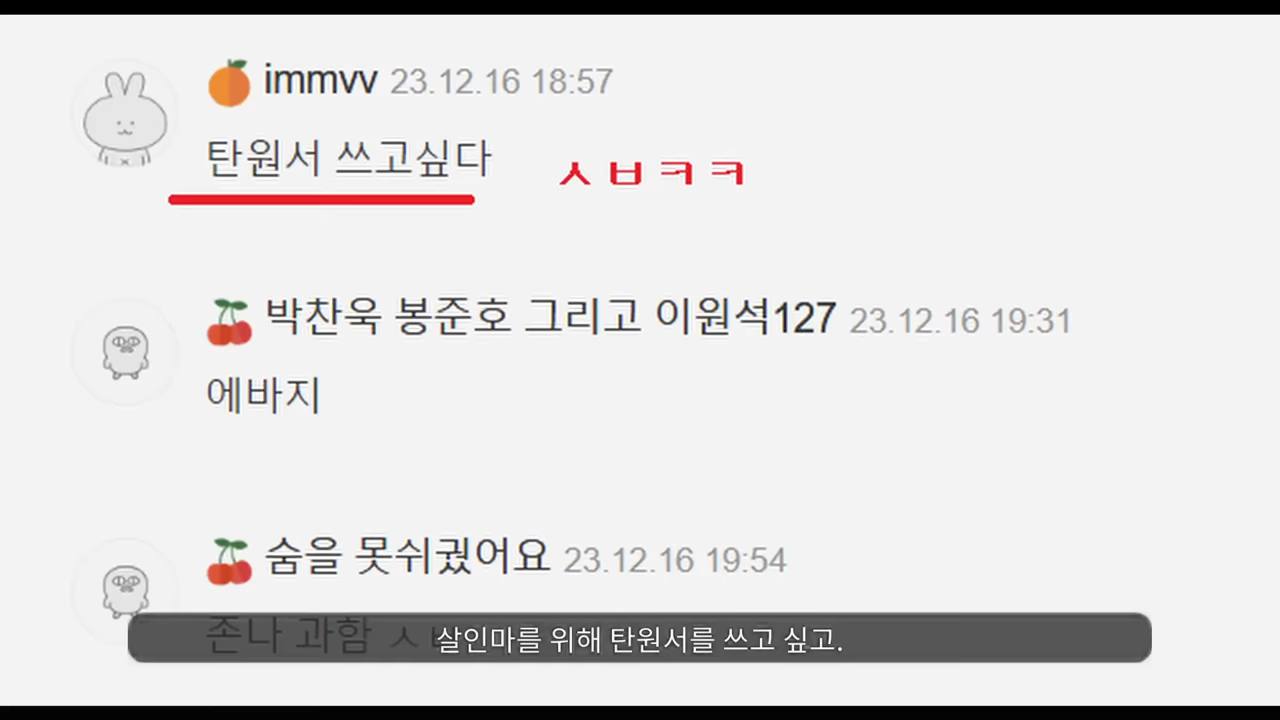 immvv 23.12.16 18:57
탄원서 쓰고싶다
ㅅㅂㅋㅋ
박찬욱 봉준호 그리고 이원석127 23.12.16 19:31
에바지
숨을 못쉬궸어요 23.12.16 19:54
존나 과함
살인마를 위해 탄원서를 쓰고 싶고.